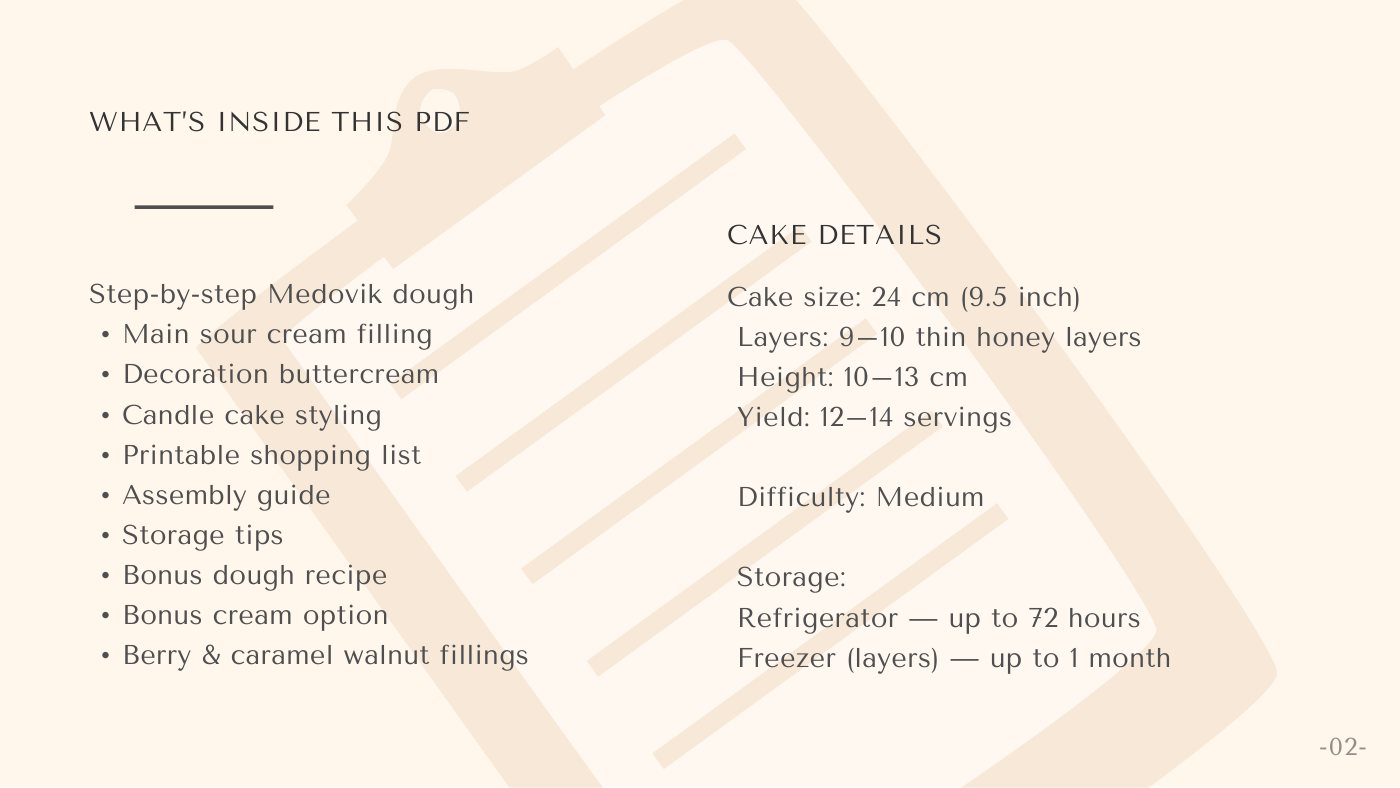 WHAT'S INSIDE THIS PDF
Step-by-step Medovik dough
• Main sour cream filling
• Decoration buttercream
• Candle cake styling
• Printable shopping list
• Assembly guide
• Storage tips
• Bonus dough recipe
• Bonus cream option
• Berry & caramel walnut fillings
CAKE DETAILS
Cake size: 24 cm (9.5 inch)
Layers: 9–10 thin honey layers
Height: 10–13 cm
Yield: 12–14 servings
Difficulty: Medium
Storage:
Refrigerator — up to 72 hours
Freezer (layers) — up to 1 month
-02-